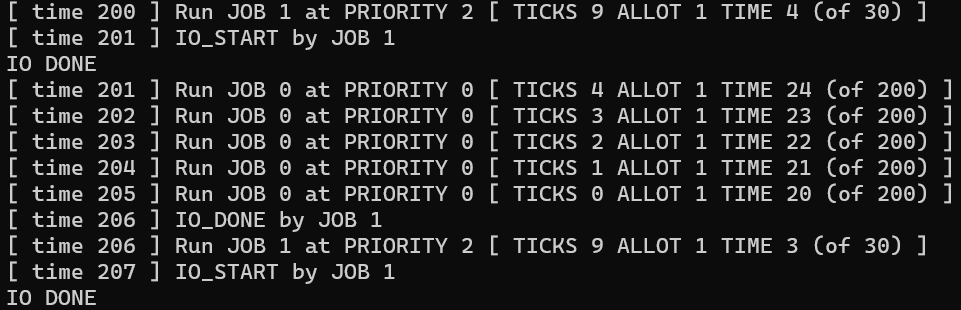 [ time 200 ] Run JOB 1 at PRIORITY 2 [ TICKS 9 ALLOT 1 TIME 4 (of 30) ]
[ time 201 ] IO_START by JOB 1
IO DONE
[ time 201 ] Run JOB 0 at PRIORITY 0 [ TICKS 4 ALLOT 1 TIME 24 (of 200) ]
[ time 202 ] Run JOB 0 at PRIORITY 0 [ TICKS 3 ALLOT 1 TIME 23 (of 200) ]
[ time 203 ] Run JOB 0 at PRIORITY 0 [ TICKS 2 ALLOT 1 TIME 22 (of 200) ]
[ time 204 ] Run JOB 0 at PRIORITY 0 [ TICKS 1 ALLOT 1 TIME 21 (of 200) ]
[ time 205 ] Run JOB 0 at PRIORITY 0 [ TICKS 0 ALLOT 1 TIME 20 (of 200) ]
[ time 206 ] IO_DONE by JOB 1
[ time 206 ] Run JOB 1 at PRIORITY 2 [ TICKS 9 ALLOT 1 TIME 3 (of 30) ]
[ time 207 ] IO_START by JOB 1
IO DONE